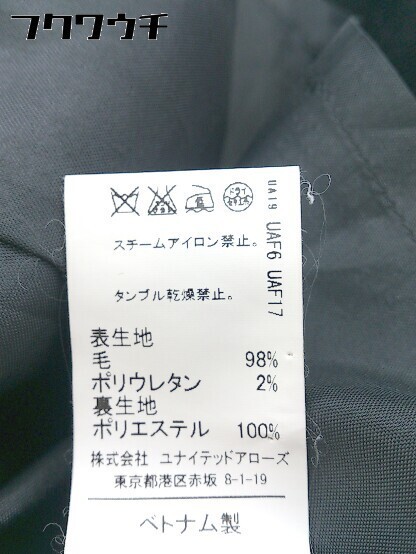 フクワウチ
UA19 UAF6 UAF17
スチームアイロン禁止。
タンブル乾燥禁止。
表生地
毛 98%
ポリウレタン 2%
裏生地
ポリエステル 100%
株式会社 ユナイテッドアローズ
東京都港区赤坂 8-1-19
ベトナム製